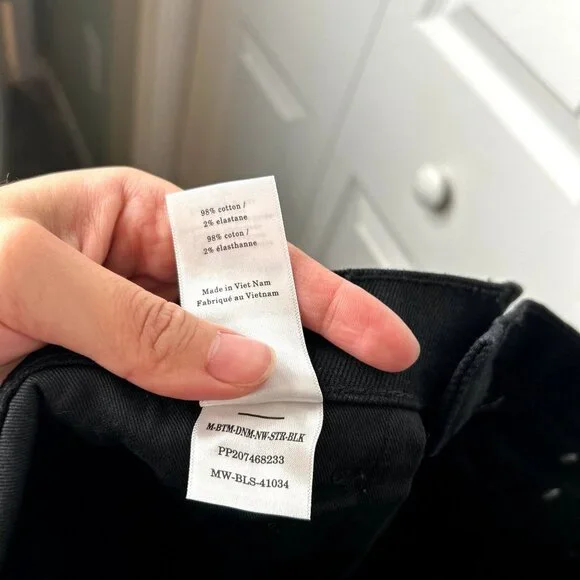 98% cotton /
2% elastane
98% coton /
2% élasthanne
Made in Viet Nam
Fabriqué au Vietnam
M-BTM-DNM-NW-STR-BLK
PP207468233
MW-BLS-41034